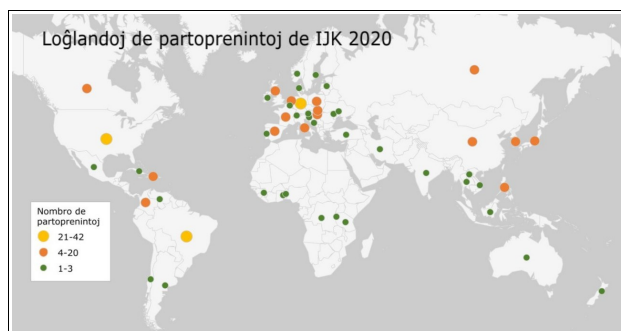 Loĝlandoj de partoprenintoj de IJK 2020
Nombro de
partoprenintoj
21-42
4-20
1-3